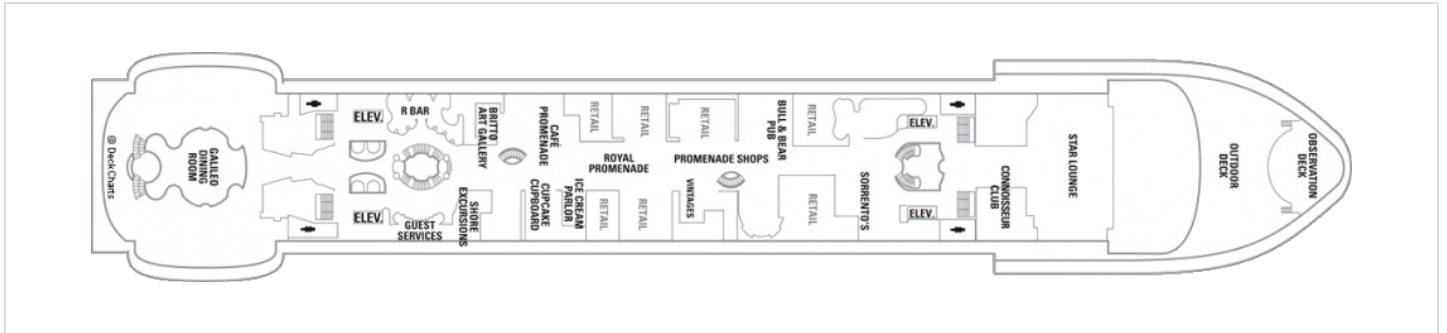 © DeckCharts
GALILEO
DINING
ROOM
ELEV.
ELEV.
R BAR
GUEST
SERVICES
BRITTO
ART GALLERY
SHORE
EXCURSIONS
CAFÉ
PROMENADE
CUPCAKE
CUPBOARD
ICE CREAM
PARLOR
RETAIL
RETAIL
ROYAL
PROMENADE
RETAIL
RETAIL
RETAIL
PROMENADE SHOPS
VINTAGES
BULL & BEAR
PUB
RETAIL
RETAIL
SORRENTO'S
ELEV.
ELEV.
CONNOISSEUR
CLUB
STAR LOUNGE
OUTDOOR
DECK
OBSERVATION
DECK